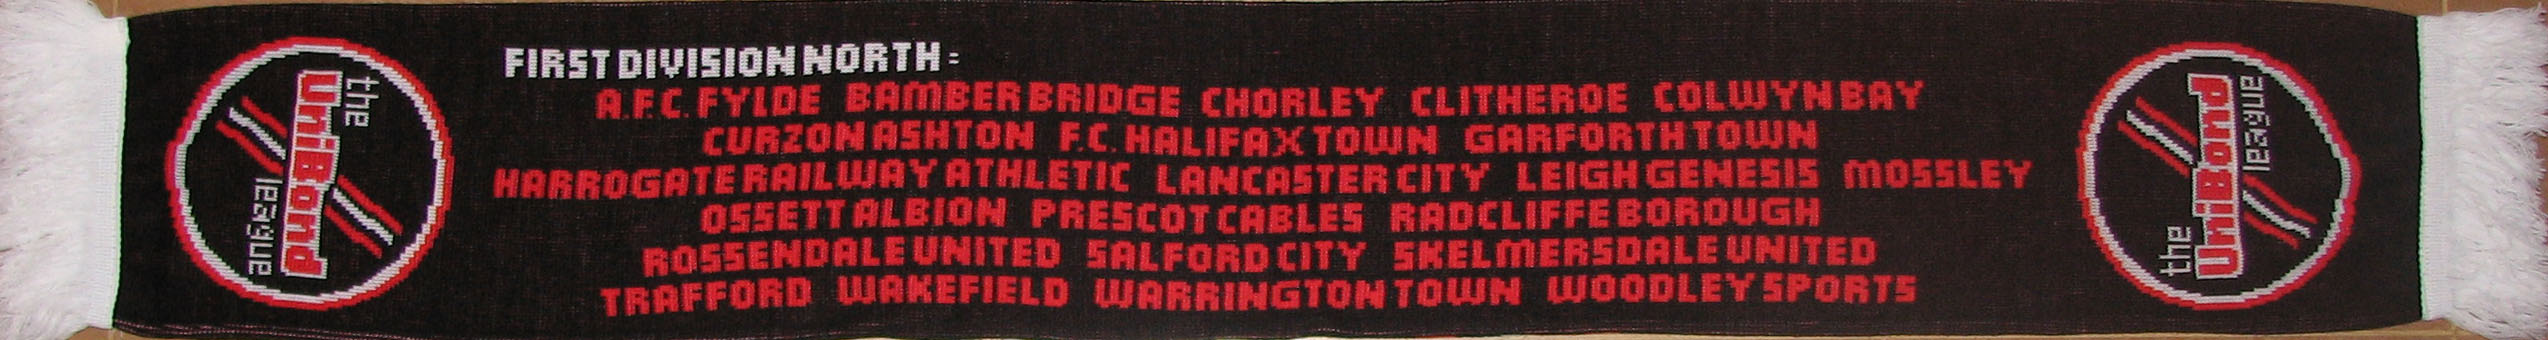 the
UniBond
league
FIRST DIVISION NORTH:
A.F.C. FYLDE BAMBER BRIDGE CHORLEY CLITHEROE COLWYN BAY
CURZON ASHTON F.C. HALIFAX TOWN GARFORTH TOWN
HARROGATE RAILWAY ATHLETIC LANCASTER CITY LEIGH GENESIS MOSSLEY
OSSETT ALBION PRESCOT CABLES RADCLIFFE BOROUGH
ROSSENDALE UNITED SALFORD CITY SKELMERSDALE UNITED
TRAFFORD WAKEFIELD WARRINGTON TOWN WOODLEY SPORTS
the
UniBond
league